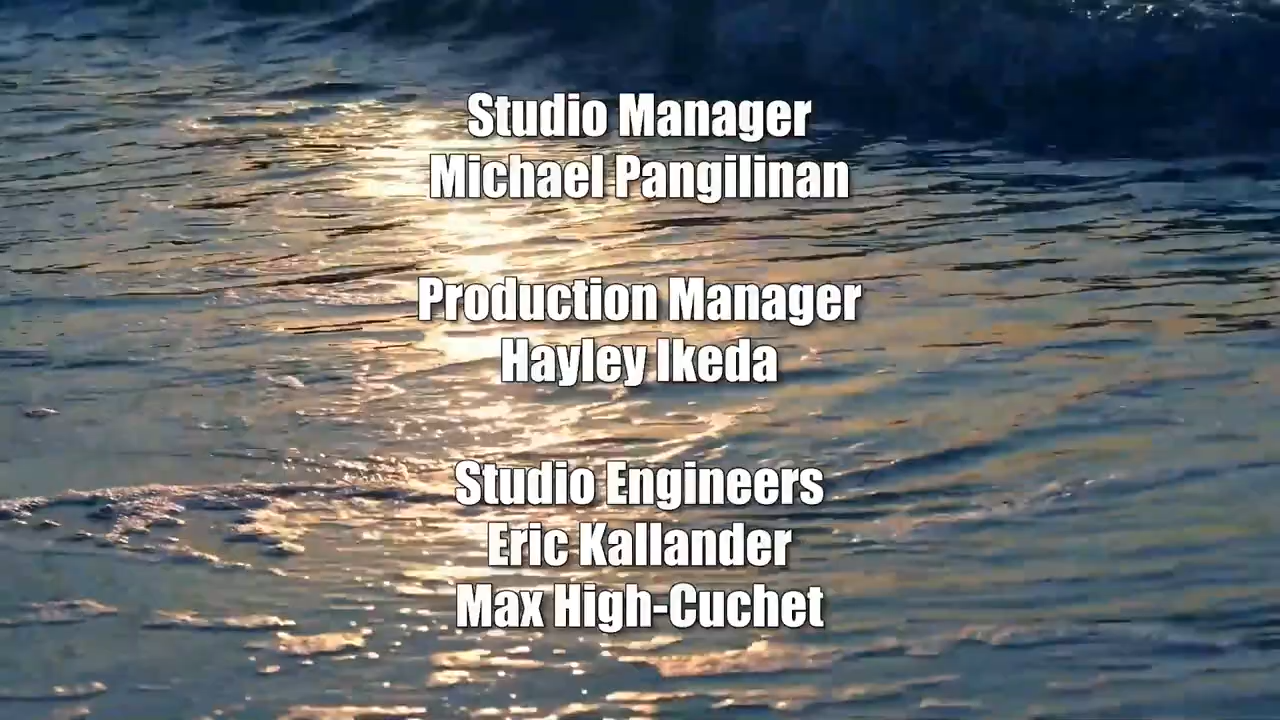 Studio Manager
Michael Pangilinan
Production Manager
Hayley Ikeda
Studio Engineers
Eric Kallander
Max High-Cuchet